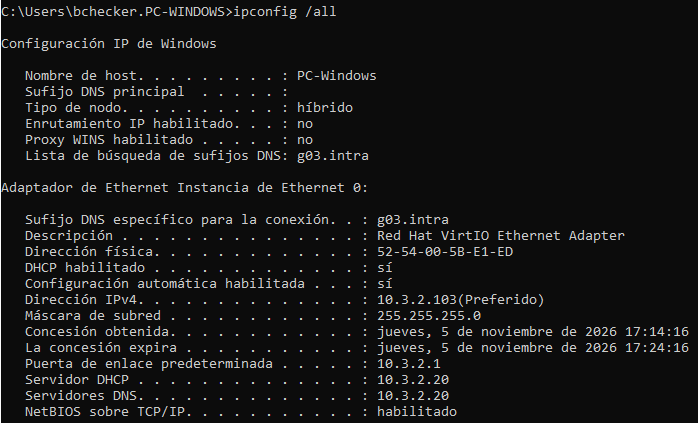 C:\Users\bchecker.PC-WINDOWS>ipconfig /all
Configuración IP de Windows
Nombre de host. . . . . . . . . : PC-Windows
Sufijo DNS principal  . . . . . :
Tipo de nodo. . . . . . . . . . : híbrido
Enrutamiento IP habilitado. . . : no
Proxy WINS habilitado . . . . . : no
Lista de búsqueda de sufijos DNS: g03.intra
Adaptador de Ethernet Instancia de Ethernet 0:
Sufijo DNS específico para la conexión. . : g03.intra
Descripción . . . . . . . . . . . . . . . : Red Hat VirtIO Ethernet Adapter
Dirección física. . . . . . . . . . . . . : 52-54-00-5B-E1-ED
DHCP habilitado . . . . . . . . . . . . . : sí
Configuración automática habilitada . . . : sí
Dirección IPv4. . . . . . . . . . . . . . : 10.3.2.103(Preferido)
Máscara de subred . . . . . . . . . . . . : 255.255.255.0
Concesión obtenida. . . . . . . . . . . . : jueves, 5 de noviembre de 2026 17:14:16
La concesión expira . . . . . . . . . . . : jueves, 5 de noviembre de 2026 17:24:16
Puerta de enlace predeterminada . . . . . : 10.3.2.1
Servidor DHCP . . . . . . . . . . . . . . : 10.3.2.20
Servidores DNS. . . . . . . . . . . . . . : 10.3.2.20
NetBIOS sobre TCP/IP. . . . . . . . . . . : habilitado